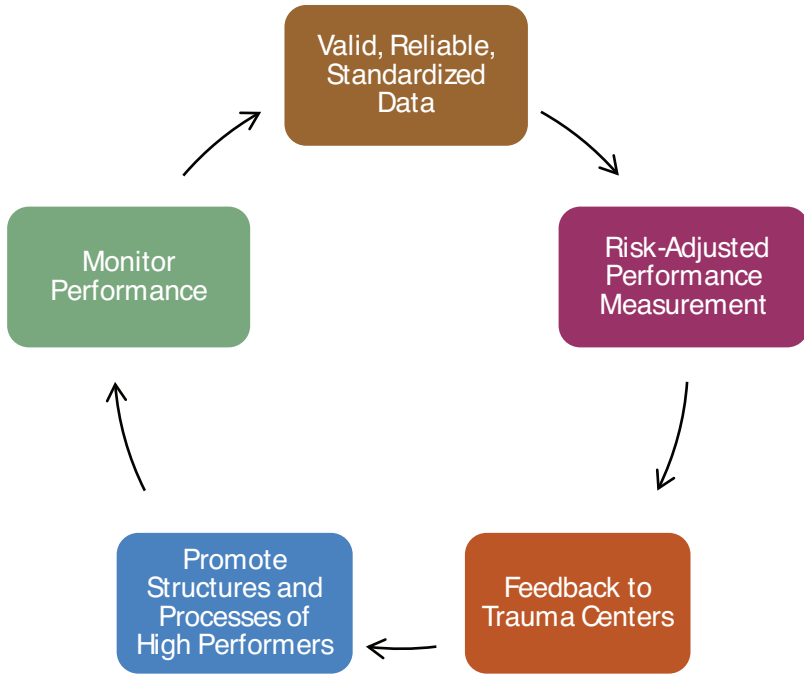 Valid, Reliable,
Standardized
Data
Risk-Adjusted
Performance
Measurement
Feedback to
Trauma Centers
Promote
Structures and
Processes of
High Performers
Monitor
Performance